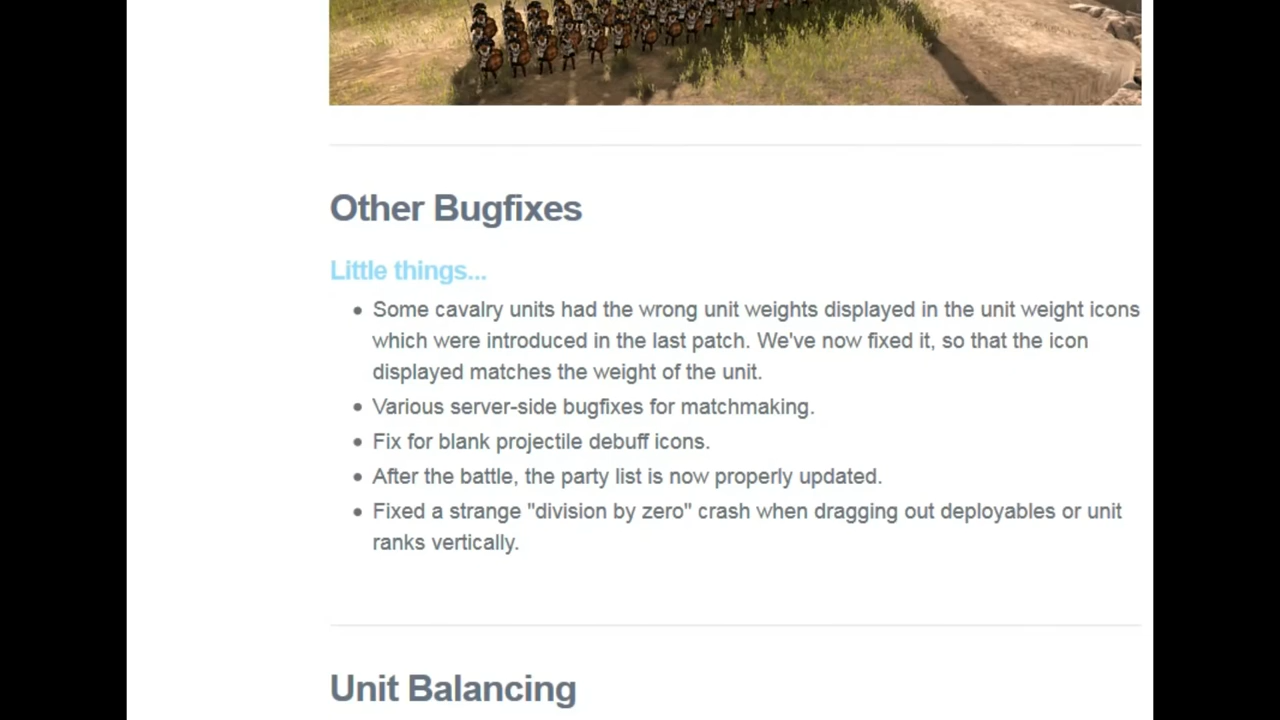 Other Bugfixes
Little things...
Some cavalry units had the wrong unit weights displayed in the unit weight icons
which were introduced in the last patch. We've now fixed it, so that the icon
displayed matches the weight of the unit.
Various server-side bugfixes for matchmaking.
Fix for blank projectile debuff icons.
After the battle, the party list is now properly updated.
Fixed a strange "division by zero" crash when dragging out deployables or unit
ranks vertically.
Unit Balancing